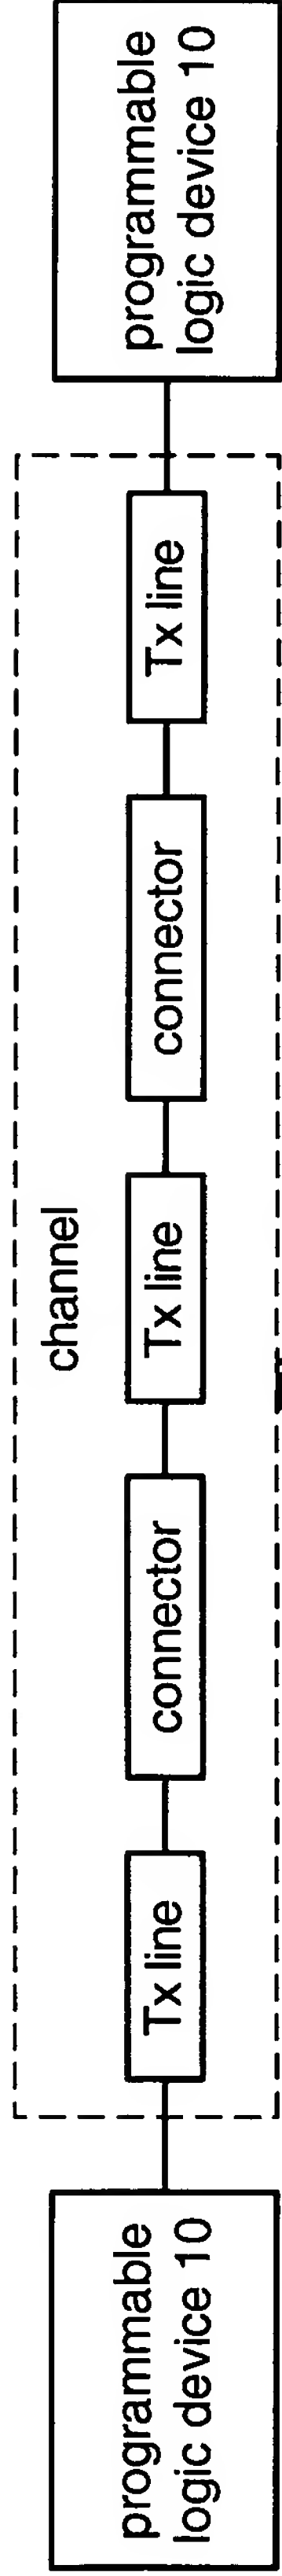 programmable
logic device 10
channel
Tx line
connector
Tx line
connector
Tx line
programmable
logic device 10